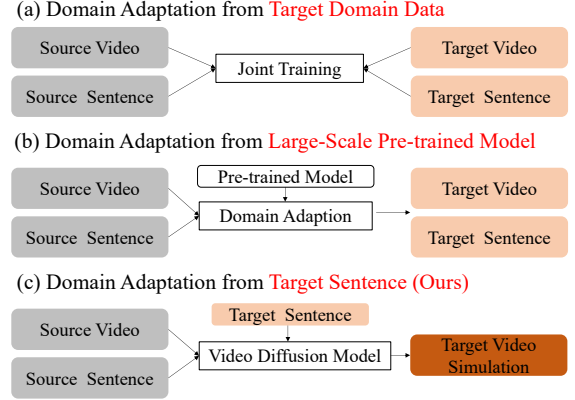 (a) Domain Adaptation from Target Domain Data
Source Video
Target Video
Joint Training
Source Sentence
Target Sentence
(b) Domain Adaptation from Large-Scale Pre-trained Model
Pre-trained Model
Source Video
Target Video
Domain Adaption
Source Sentence
Target Sentence
(c) Domain Adaptation from Target Sentence (Ours)
Target Sentence
Source Video
Video Diffusion Model
Target Video
Simulation
Source Sentence